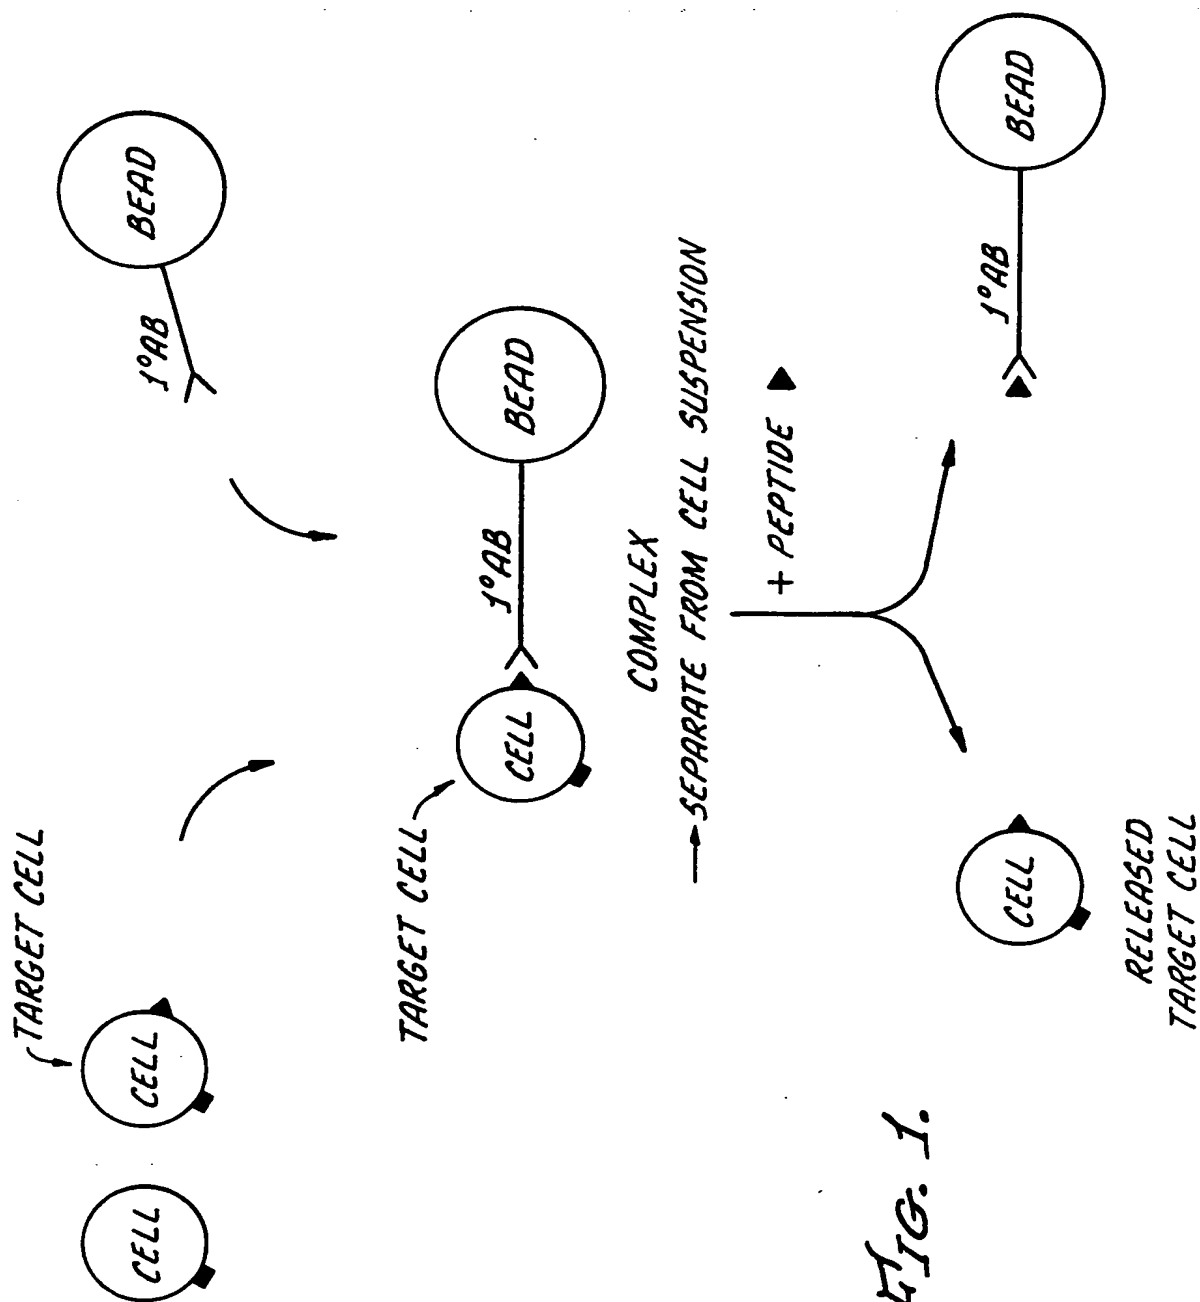 TARGET CELL
CELL
CELL
1°AB
BEAD
TARGET CELL
CELL
1°AB
BEAD
COMPLEX
SEPARATE FROM CELL SUSPENSION
+ PEPTIDE
CELL
1°AB
BEAD
RELEASED
TARGET CELL
FIG. 1.